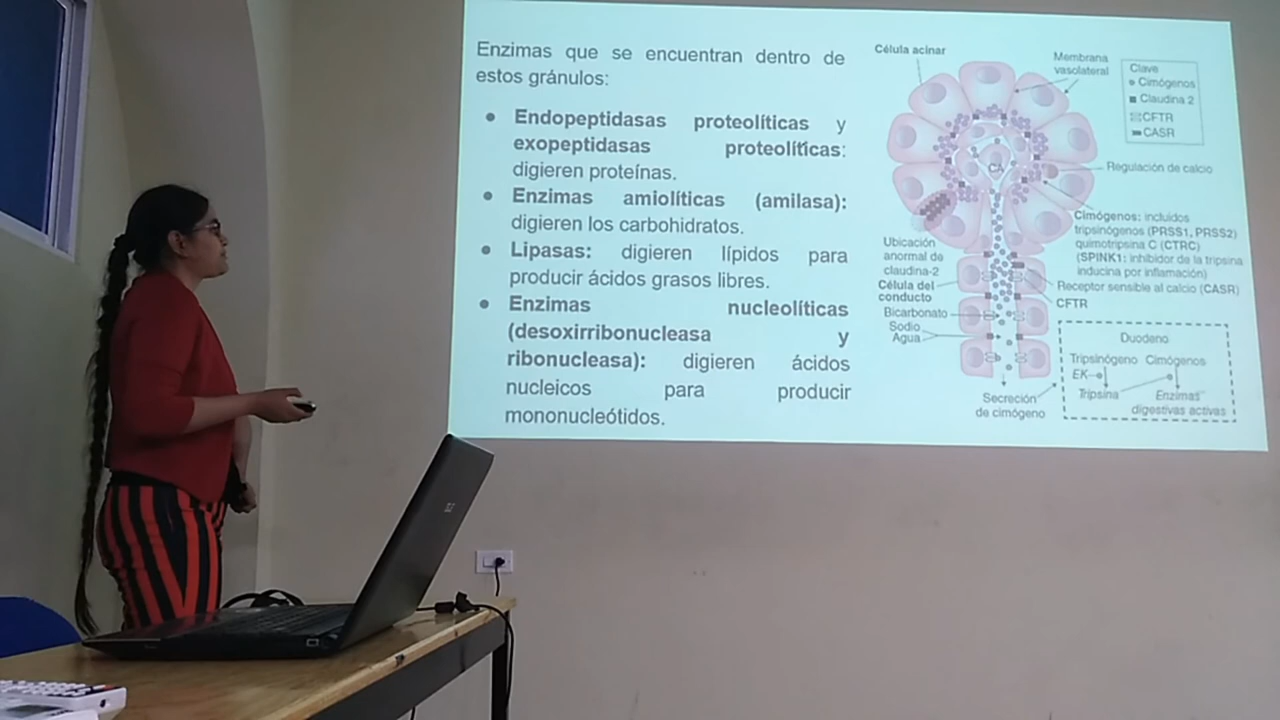 Enzimas que se encuentran dentro de
estos gránulos:
Endopeptidasas proteolíticas y
exopeptidasas proteolíticas:
digieren proteínas.
Enzimas amiolíticas (amilasa):
digieren los carbohidratos.
Lipasas: digieren lípidos para
producir ácidos grasos libres.
Enzimas nucleolíticas
(desoxirribonucleasa y
ribonucleasa): digieren ácidos
nucleicos para producir
mononucleótidos.
Célula acinar
Membrana
vasolateral
Clave
Cimógenos
Claudina 2
CFTR
CASR
Regulación de calcio
Cimógenos: incluidos
tripsinógenos (PRSS1, PRSS2)
quimotripsina C (CTRC)
(SPINK1: inhibidor de la tripsina
inducina por inflamación)
Ubicación
anormal de
claudina-2
Célula del
conducto
Receptor sensible al calcio (CASR)
CFTR
Bicarbonato
Sodio
Agua
Secreción
de cimógeno
Duodeno
Tripsinógeno Cimógenos
EK
Tripsina Enzimas
digestivas activas